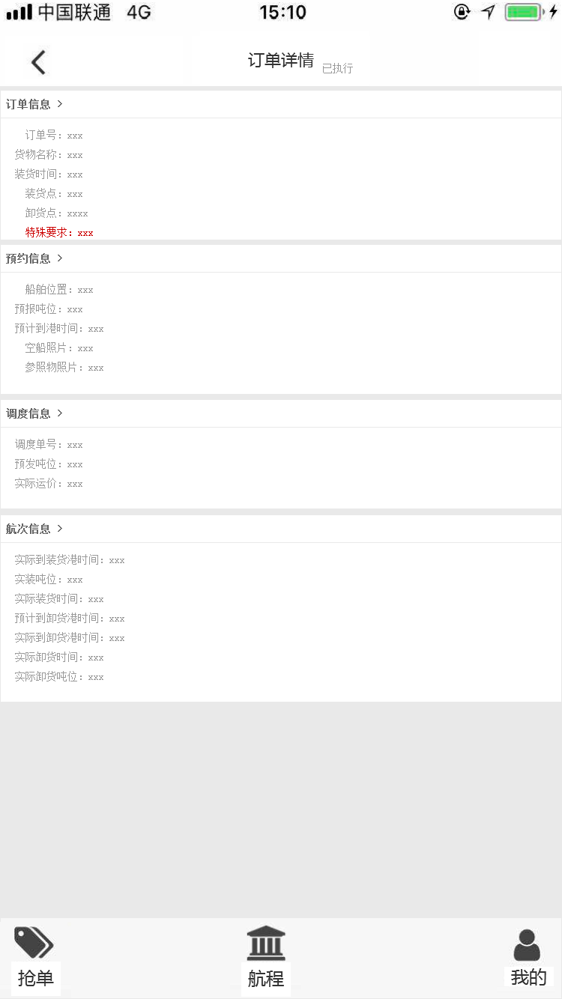 中国联通 4G 15:10
订单详情 已执行
订单信息 >
订单号：xxx
货物名称：xxx
装货时间：xxx
装货点：xxx
卸货点：xxxx
特殊要求：xxx
预约信息 >
船舶位置：xxx
预报吨位：xxx
预计到港时间：xxx
空船照片：xxx
参照物照片：xxx
调度信息 >
调度单号：xxx
预发吨位：xxx
实际运价：xxx
航次信息 >
实际到装货港时间：xxx
实装吨位：xxx
实际装货时间：xxx
预计到卸货港时间：xxx
实际到卸货港时间：xxx
实际卸货时间：xxx
实际卸货吨位：xxx
抢单 航程 我的